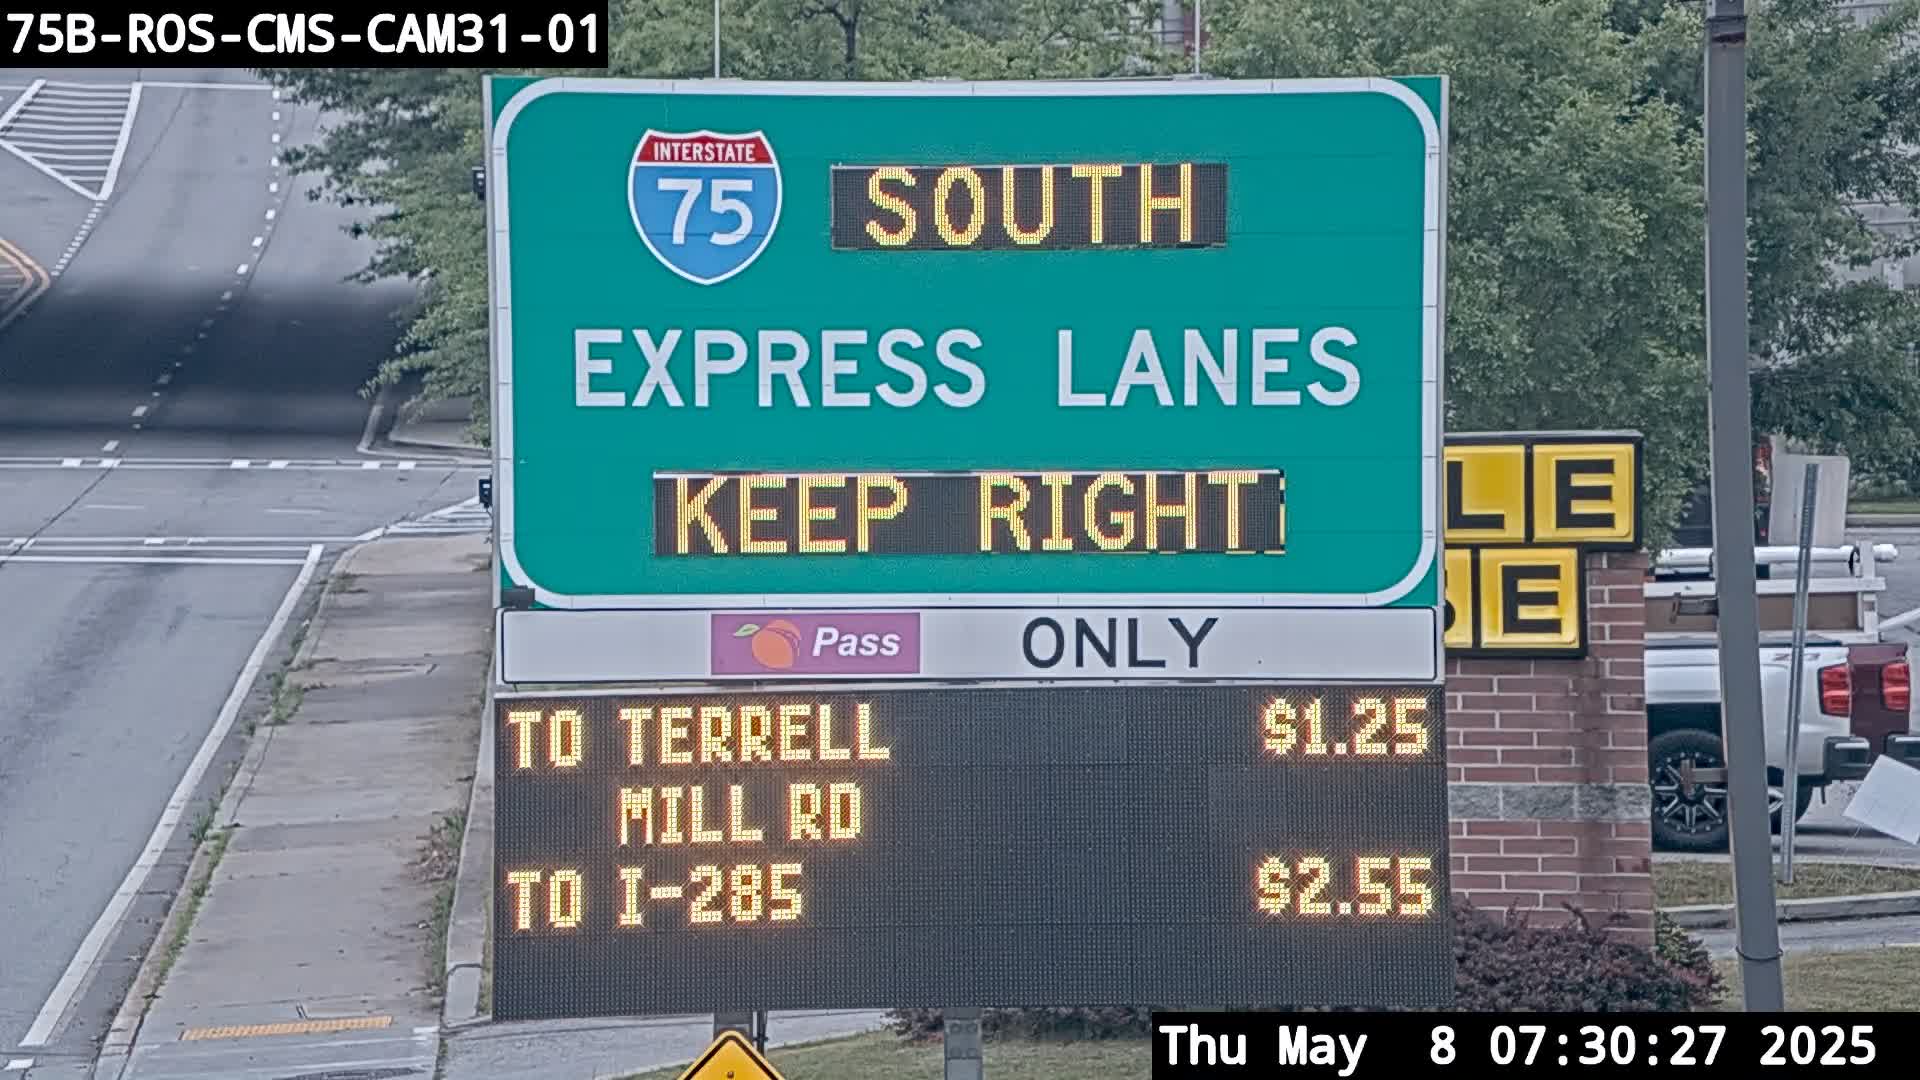 75B-ROS-CMS-CAM31-01
INTERSTATE
75
SOUTH
EXPRESS LANES
KEEP RIGHT
LE
E
Pass ONLY
TO TERRELL $1.25
MILL RD
TO I-285 $2.55
Thu May 8 07:30:27 2025